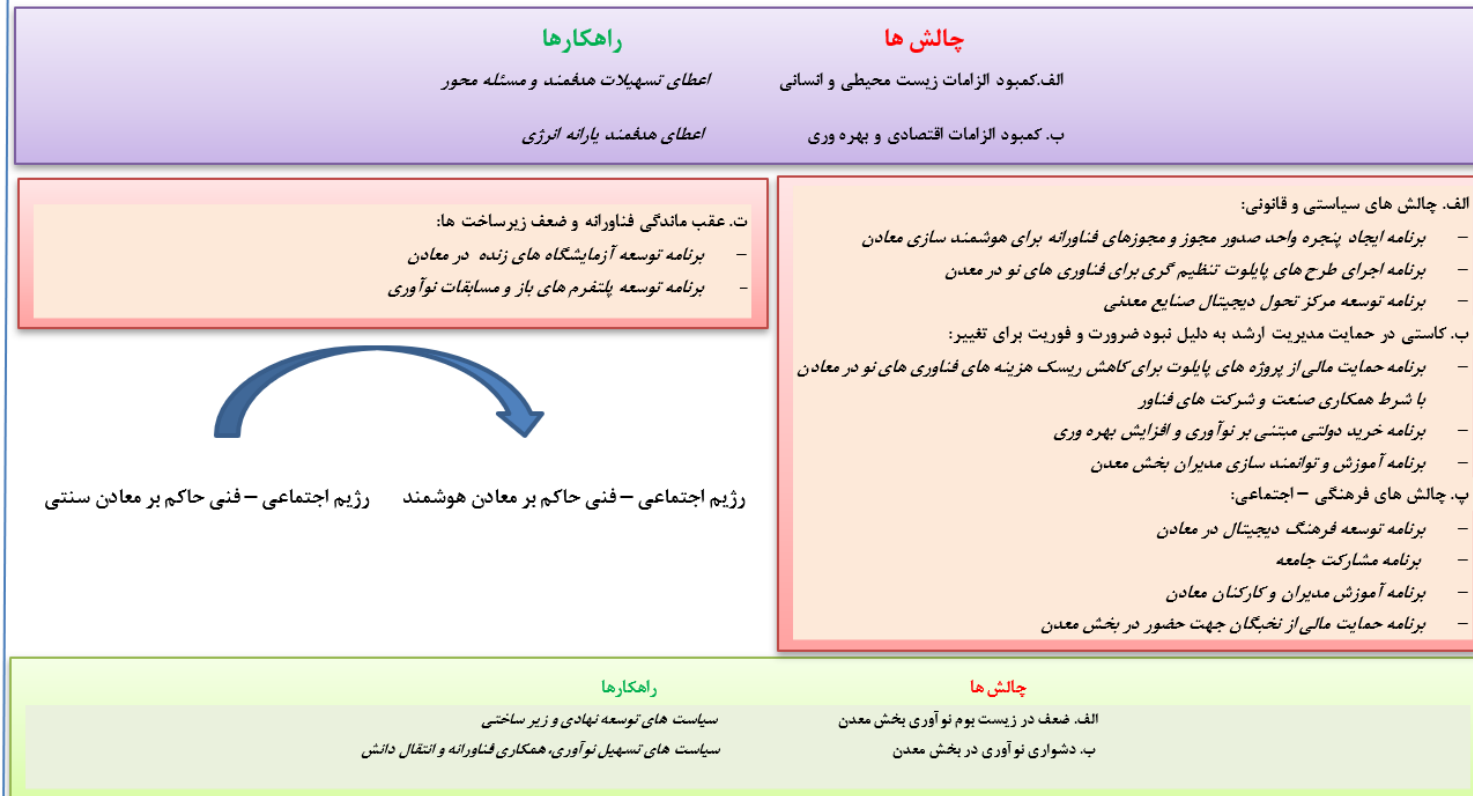 چالش ها
راهکارها
الف.کمبود الزامات زیست محیطی و انسانی
اعطای تسهیلات هدفمند و مسئله محور
ب. کمبود الزامات اقتصادی و بهره وری
اعطای هدفمند یارانه انرژی
الف. چالش های سیاستی و قانونی:
– برنامه ایجاد پنجره واحد صدور مجوز و مجوزهای فناورانه برای هوشمند سازی معادن
– برنامه اجرای طرح های پایلوت تنظیم گری برای فناوری های نو در معدن
– برنامه توسعه مرکز تحول دیجیتال صنایع معدنی
ب. کاستی در حمایت مدیریت ارشد به دلیل نبود ضرورت و فوریت برای تغییر:
– برنامه حمایت مالی از پروژه های پایلوت برای کاهش ریسک هزینه های فناوری های نو در معادن
با شرط همکاری صنعت و شرکت های فناور
– برنامه خرید دولتی مبتنی بر نوآوری و افزایش بهره وری
– برنامه آموزش و توانمند سازی مدیران بخش معدن
پ. چالش های فرهنگی – اجتماعی:
– برنامه توسعه فرهنگ دیجیتال در معادن
– برنامه مشارکت جامعه
– برنامه آموزش مدیران و کارکنان معادن
– برنامه حمایت مالی از نخبگان جهت حضور در بخش معدن
ت. عقب ماندگی فناورانه و ضعف زیرساخت ها:
– برنامه توسعه آزمایشگاه های زنده در معادن
- برنامه توسعه پلتفرم های باز و مسابقات نوآوری
رژیم اجتماعی – فنی حاکم بر معادن هوشمند
رژیم اجتماعی – فنی حاکم بر معادن سنتی
چالش ها
راهکارها
الف. ضعف در زیست بوم نوآوری بخش معدن
سیاست های توسعه نهادی و زیر ساختی
ب. دشواری نوآوری در بخش معدن
سیاست های تسهیل نوآوری، همکاری فناورانه و انتقال دانش